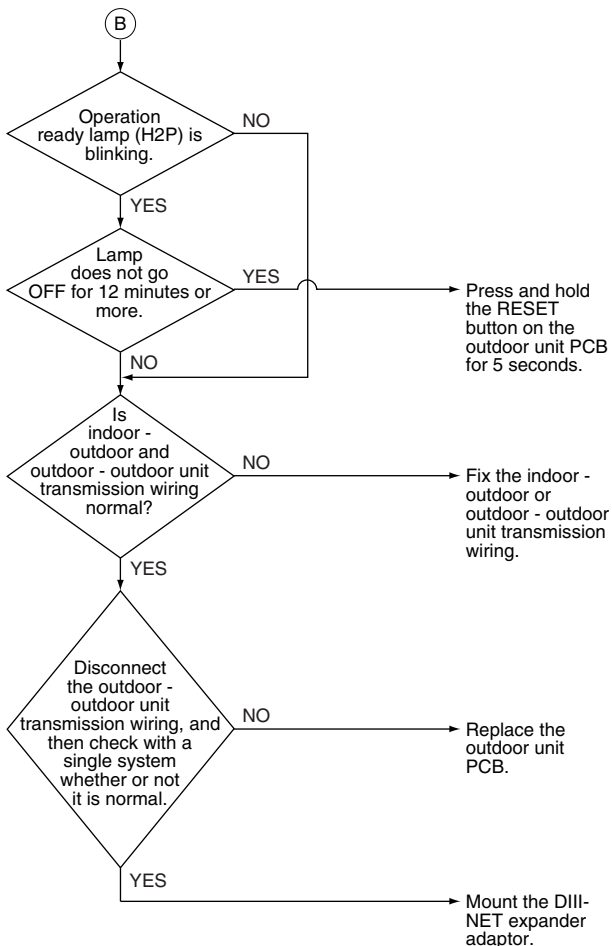 B
Operation
ready lamp (H2P) is
blinking.
NO
YES
Lamp
does not go
OFF for 12 minutes or
more.
YES
Press and hold
the RESET
button on the
outdoor unit PCB
for 5 seconds.
NO
Is
indoor -
outdoor and
outdoor - outdoor unit
transmission wiring
normal?
NO
Fix the indoor -
outdoor or
outdoor - outdoor
unit transmission
wiring.
YES
Disconnect
the outdoor -
outdoor unit
transmission wiring, and
then check with a
single system
whether or not
it is normal.
NO
Replace the
outdoor unit
PCB.
YES
Mount the DIII-
NET expander
adaptor.